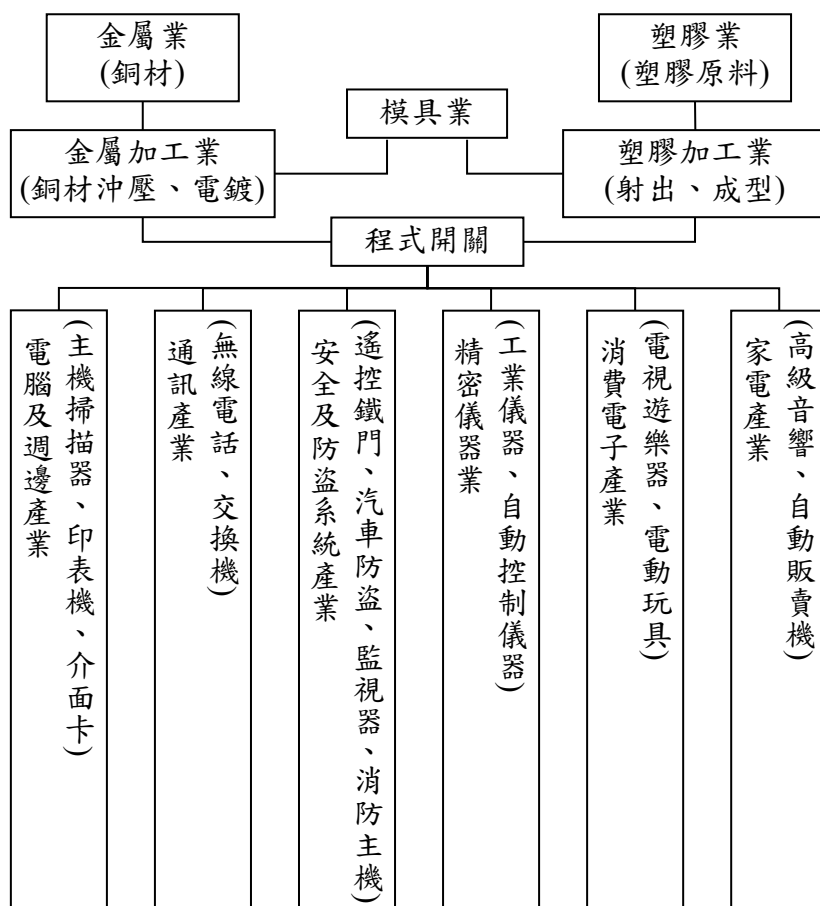 金屬業
(銅材)
塑膠業
(塑膠原料)
模具業
金屬加工業
(銅材沖壓、電鍍)
塑膠加工業
(射出、成型)
程式開關
電腦及週邊產業
(主機掃描器、印表機、介面卡)
通訊產業
(無線電話、交換機)
安全及防盜系統產業
(遙控鐵門、汽車防盜、監視器、消防主機)
精密儀器業
(工業儀器、自動控制儀器)
消費電子產業
(電視遊樂器、電動玩具)
家電產業
(高級音響、自動販賣機)